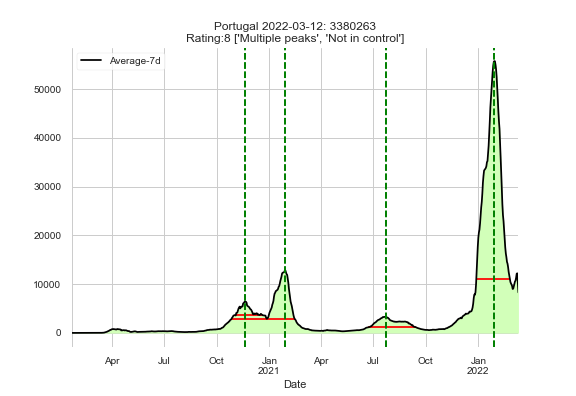 Portugal 2022-03-12: 3380263
Rating:8 ['Multiple peaks', 'Not in control']
Average-7d
50000
40000
30000
20000
10000
0
Apr
Jul
Oct
Jan
2021
Apr
Jul
Oct
Jan
2022
Date